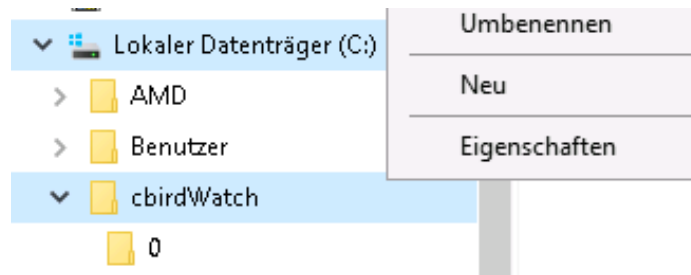 Lokaler Datenträger (C:)
AMD
Benutzer
cbirdWatch
0
Umbenennen
Neu
Eigenschaften